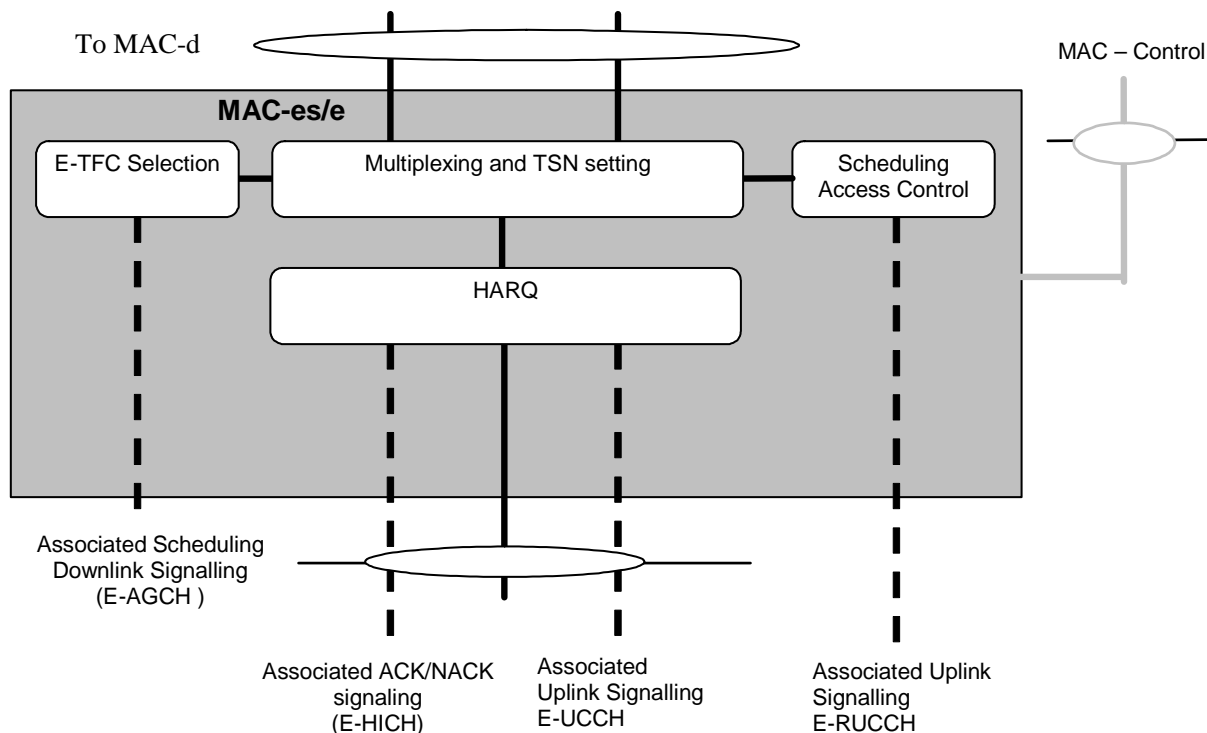 To MAC-d
MAC – Control
MAC-es/e
E-TFC Selection
Multiplexing and TSN setting
Scheduling
Access Control
HARQ
Associated Scheduling
Downlink Signalling
(E-AGCH )
Associated ACK/NACK
signaling
(E-HICH)
Associated
Uplink Signalling
E-UCCH
Associated Uplink
Signalling
E-RUCCH